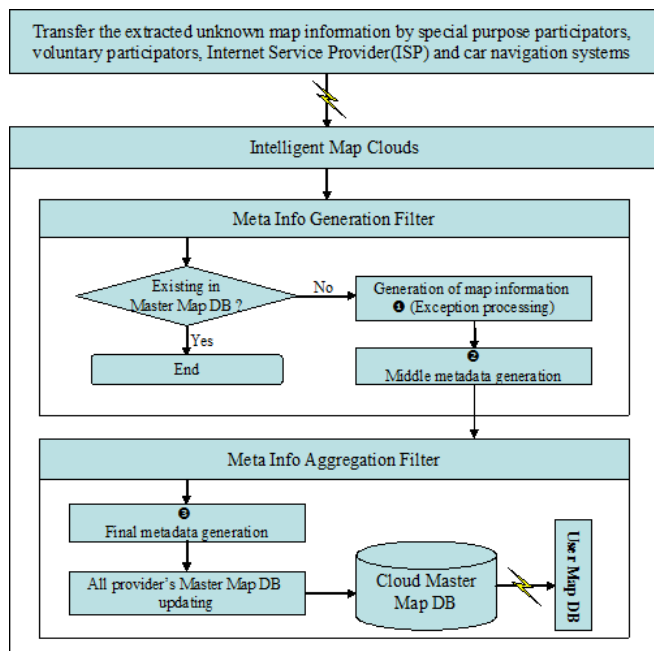 Transfer the extracted unknown map information by special purpose participators,
voluntary participators, Internet Service Provider(ISP) and car navigation systems
Intelligent Map Clouds
Meta Info Generation Filter
Existing in
Master Map DB ?
No
Generation of map information
❶ (Exception processing)
Yes
End
❷
Middle metadata generation
Meta Info Aggregation Filter
❸
Final metadata generation
All provider's Master Map DB
updating
Cloud Master
Map DB
User Map DB